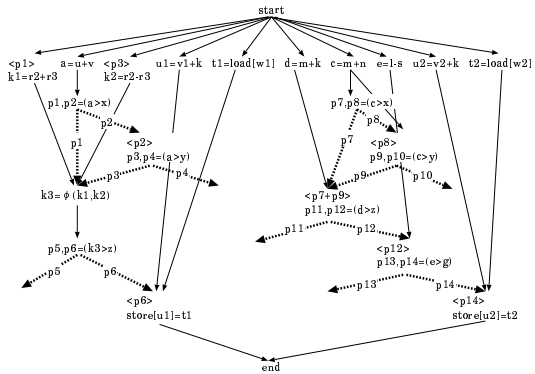 start
<p1> a=u+v <p3> u1=v1+k t1=load[w1] d=m+k c=m+n e=l-s u2=v2+k t2=load[w2]
k1=r2+r3 k2=r2-r3
p1,p2=(a>x) p7,p8=(c>x)
p2 p8
p1 <p2> p7 <p8>
p3,p4=(a>y) p9,p10=(c>y)
p3 p4 p9 p10
k3=ϕ(k1,k2) <p7+p9>
p11,p12=(d>z)
p11 p12
p5,p6=(k3>z) <p12>
p13,p14=(e>g)
p5 p6 p13 p14
<p6> <p14>
store[u1]=t1 store[u2]=t2
end